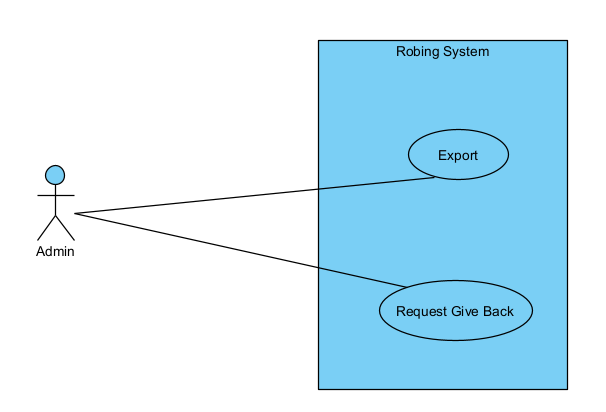 Robing System
Export
Admin
Request Give Back